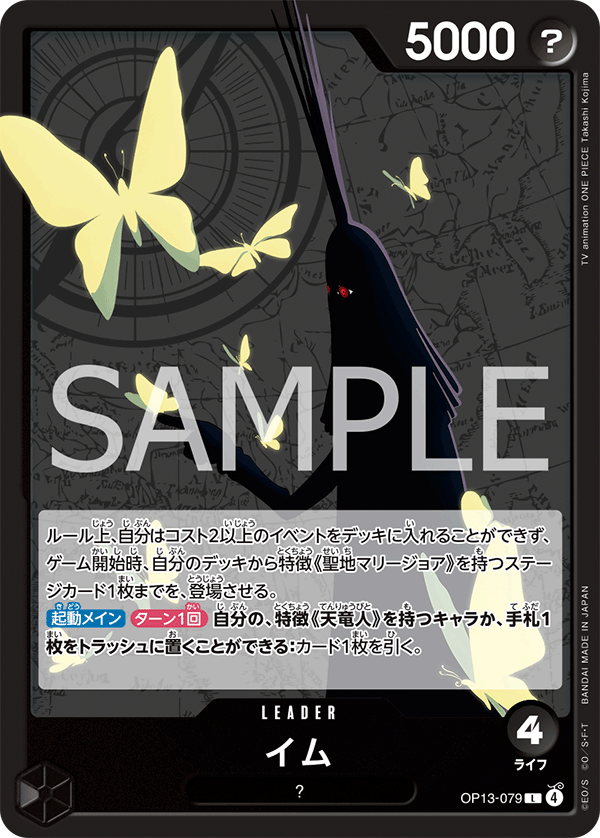 5000 ?
SAMPLE
ルール上、自分はコスト2以上のイベントをデッキに入れることができず、
ゲーム開始時、自分のデッキから特徴《聖地マリージョア》を持つステー
ジカード1枚までを、登場させる。
起動メイン ターン1回 自分の、特徴《天竜人》を持つキャラか、手札1
枚をトラッシュに置くことができる:カード1枚を引く。
LEADER
イム
?
4
ライフ
OP13-079 L 4
TV animation ONE PIECE Takashi Kojima
©E/S ©O/S・F・T BANDAI MADE IN JAPAN